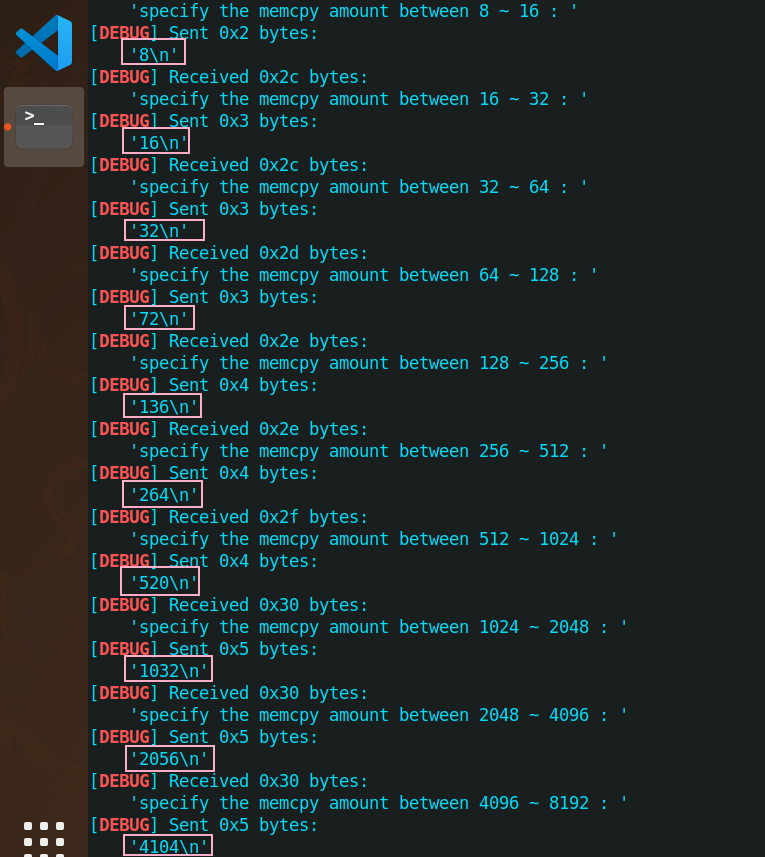 'specify the memcpy amount between 8 ~ 16 : '
[DEBUG] Sent 0x2 bytes:
'8\n'
[DEBUG] Received 0x2c bytes:
'specify the memcpy amount between 16 ~ 32 : '
[DEBUG] Sent 0x3 bytes:
'16\n'
[DEBUG] Received 0x2c bytes:
'specify the memcpy amount between 32 ~ 64 : '
[DEBUG] Sent 0x3 bytes:
'32\n'
[DEBUG] Received 0x2d bytes:
'specify the memcpy amount between 64 ~ 128 : '
[DEBUG] Sent 0x3 bytes:
'72\n'
[DEBUG] Received 0x2e bytes:
'specify the memcpy amount between 128 ~ 256 : '
[DEBUG] Sent 0x4 bytes:
'136\n'
[DEBUG] Received 0x2e bytes:
'specify the memcpy amount between 256 ~ 512 : '
[DEBUG] Sent 0x4 bytes:
'264\n'
[DEBUG] Received 0x2f bytes:
'specify the memcpy amount between 512 ~ 1024 : '
[DEBUG] Sent 0x4 bytes:
'520\n'
[DEBUG] Received 0x30 bytes:
'specify the memcpy amount between 1024 ~ 2048 : '
[DEBUG] Sent 0x5 bytes:
'1032\n'
[DEBUG] Received 0x30 bytes:
'specify the memcpy amount between 2048 ~ 4096 : '
[DEBUG] Sent 0x5 bytes:
'2056\n'
[DEBUG] Received 0x30 bytes:
'specify the memcpy amount between 4096 ~ 8192 : '
[DEBUG] Sent 0x5 bytes:
'4104\n'